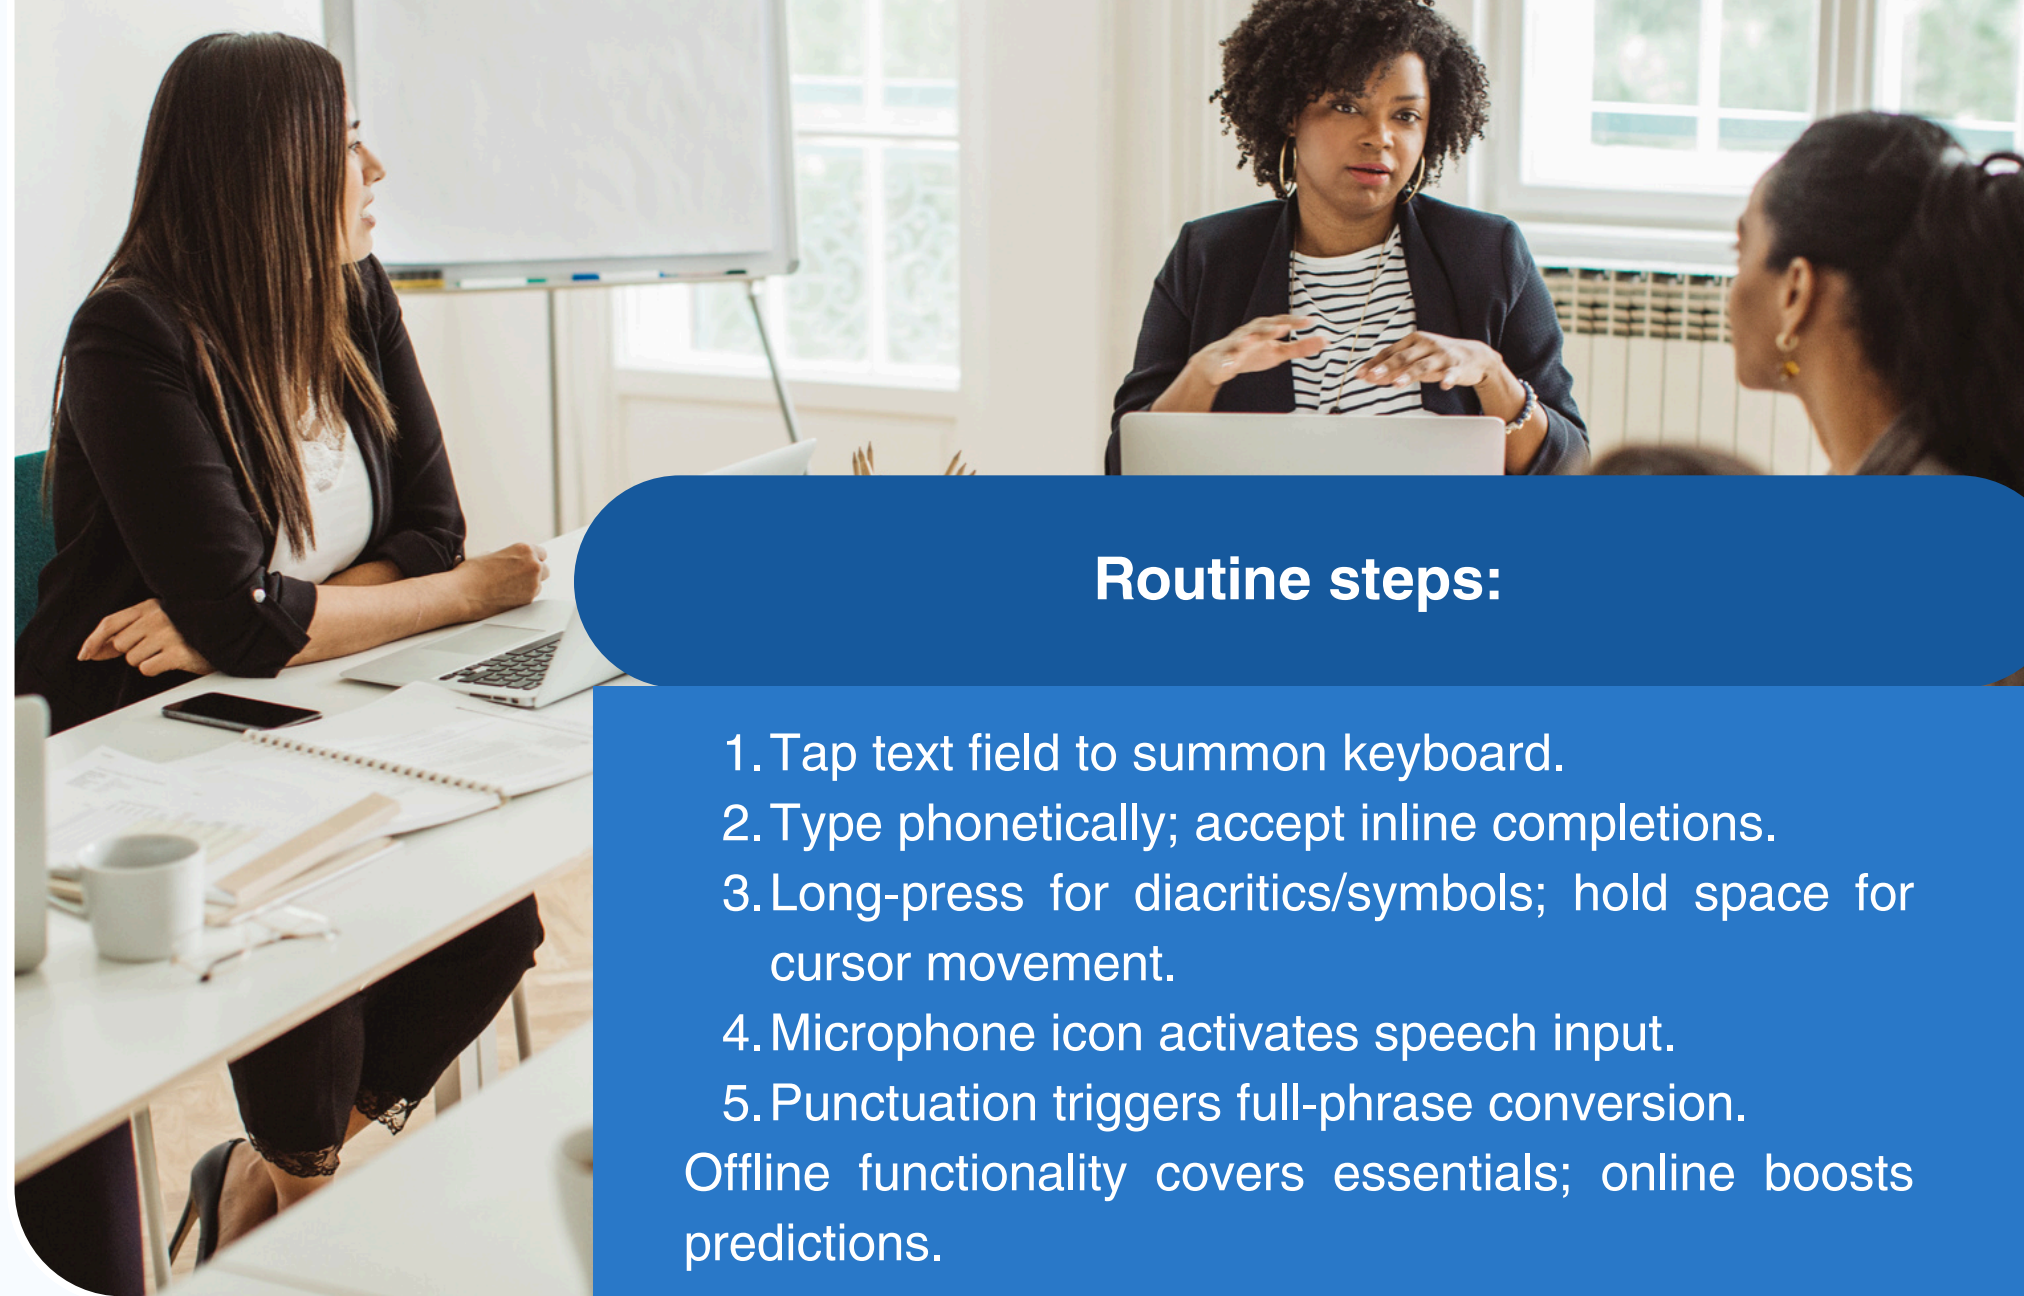 Routine steps:
1. Tap text field to summon keyboard.
2. Type phonetically; accept inline completions.
3. Long-press for diacritics/symbols; hold space for
cursor movement.
4. Microphone icon activates speech input.
5. Punctuation triggers full-phrase conversion.
Offline functionality covers essentials; online boosts
predictions.